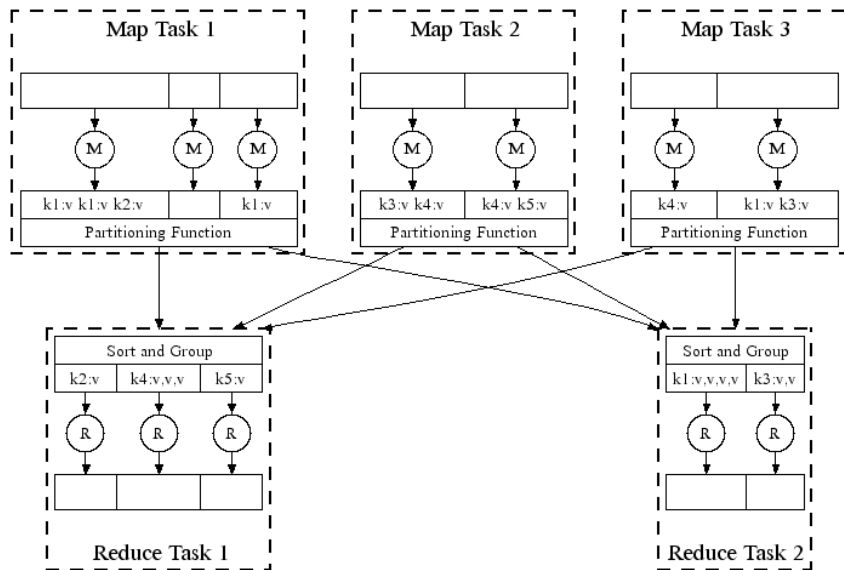 Map Task 1
Map Task 2
Map Task 3
M M M M M M M
k1:v k1:v k2:v k1:v
k3:v k4:v k4:v k5:v
k4:v k1:v k3:v
Partitioning Function
Partitioning Function
Partitioning Function
Sort and Group
k2:v k4:v,v,v k5:v
R R R
Reduce Task 1
Sort and Group
k1:v,v,v,v k3:v,v
R R
Reduce Task 2